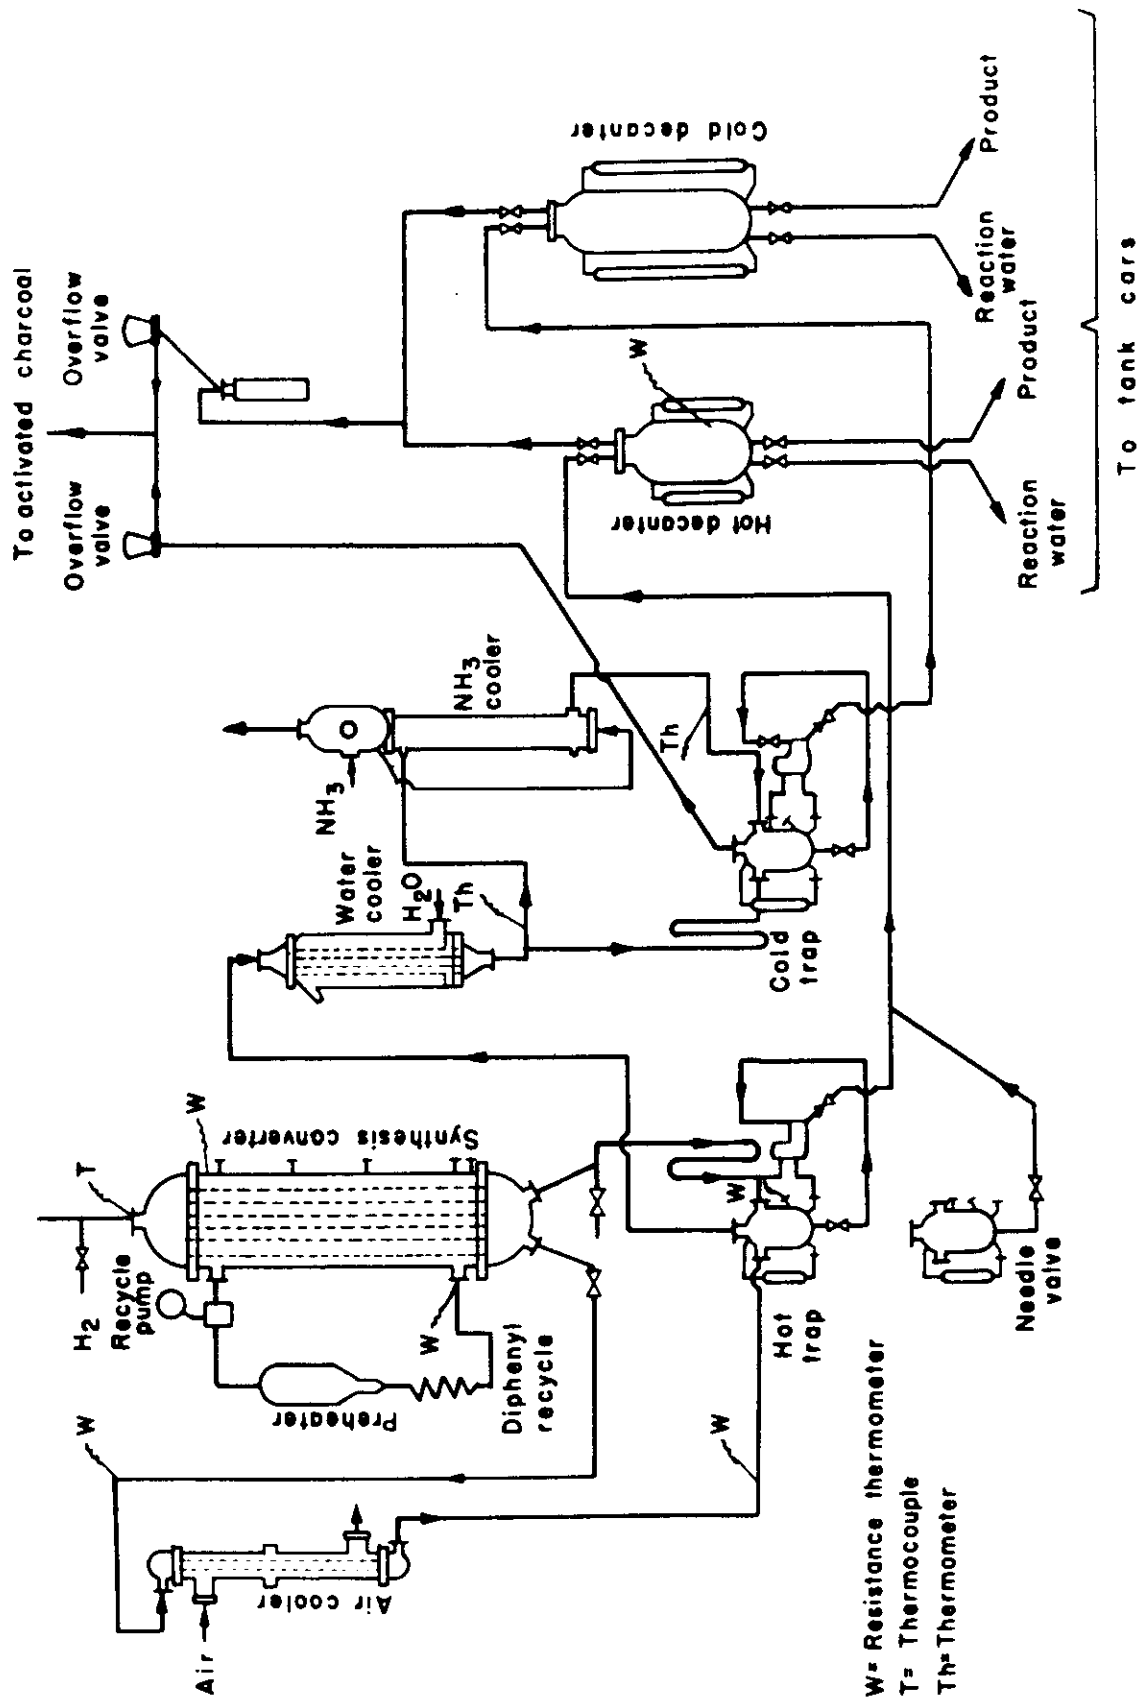 To activated charcoal
Overflow
valve
Overflow
valve
T
H2
Recycle
pump
W
Synthesis converter
W
Preheater
Diphenyl
recycle
W
Air
Air cooler
Water
cooler
H2O
Th
NH3
NH3
cooler
Th
Hot decanter
W
Cold decanter
W
W
Hot
trap
Cold
trap
Needle
valve
Reaction
water
Product
Reaction
water
Product
To tank cars
W= Resistance thermometer
T= Thermocouple
Th=Thermometer